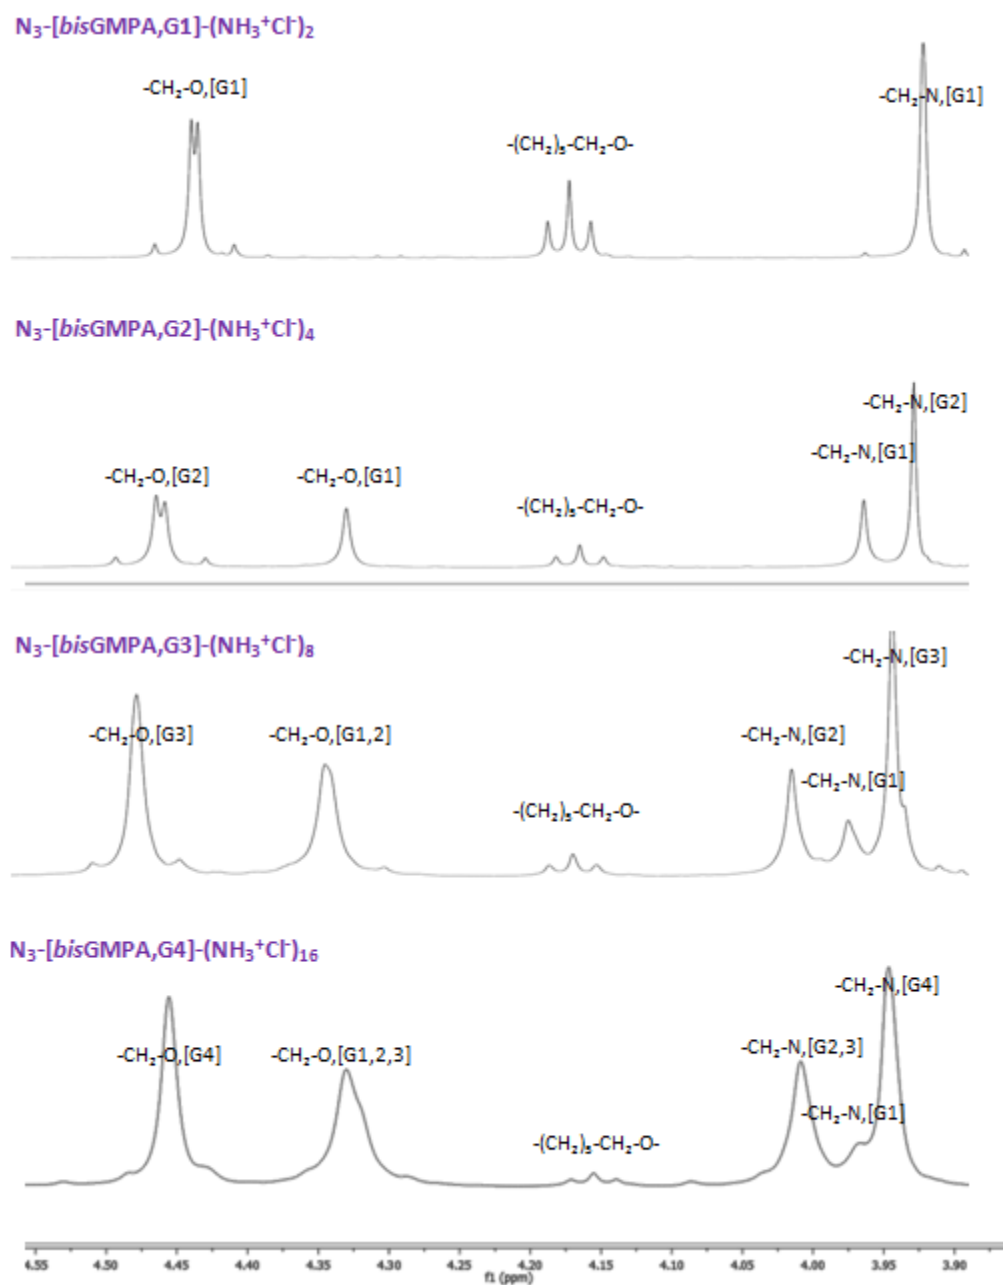 N₃-[bisGMPA,G1]-(NH₃⁺Cl⁻)₂
-CH₂-O,[G1]
-CH₂-N,[G1]
-(CH₂)₅-CH₂-O-
N₃-[bisGMPA,G2]-(NH₃⁺Cl⁻)₄
-CH₂-N,[G2]
-CH₂-N,[G1]
-CH₂-O,[G2]
-CH₂-O,[G1]
-(CH₂)₅-CH₂-O-
N₃-[bisGMPA,G3]-(NH₃⁺Cl⁻)₈
-CH₂-N,[G3]
-CH₂-O,[G3]
-CH₂-O,[G1,2]
-CH₂-N,[G2]
-CH₂-N,[G1]
-(CH₂)₅-CH₂-O-
N₃-[bisGMPA,G4]-(NH₃⁺Cl⁻)₁₆
-CH₂-N,[G4]
-CH₂-O,[G4]
-CH₂-O,[G1,2,3]
-CH₂-N,[G2,3]
-CH₂-N,[G1]
-(CH₂)₅-CH₂-O-
4.55 4.50 4.45 4.40 4.35 4.30 4.25 4.20 4.15 4.10 4.05 4.00 3.95 3.90
f1 (ppm)